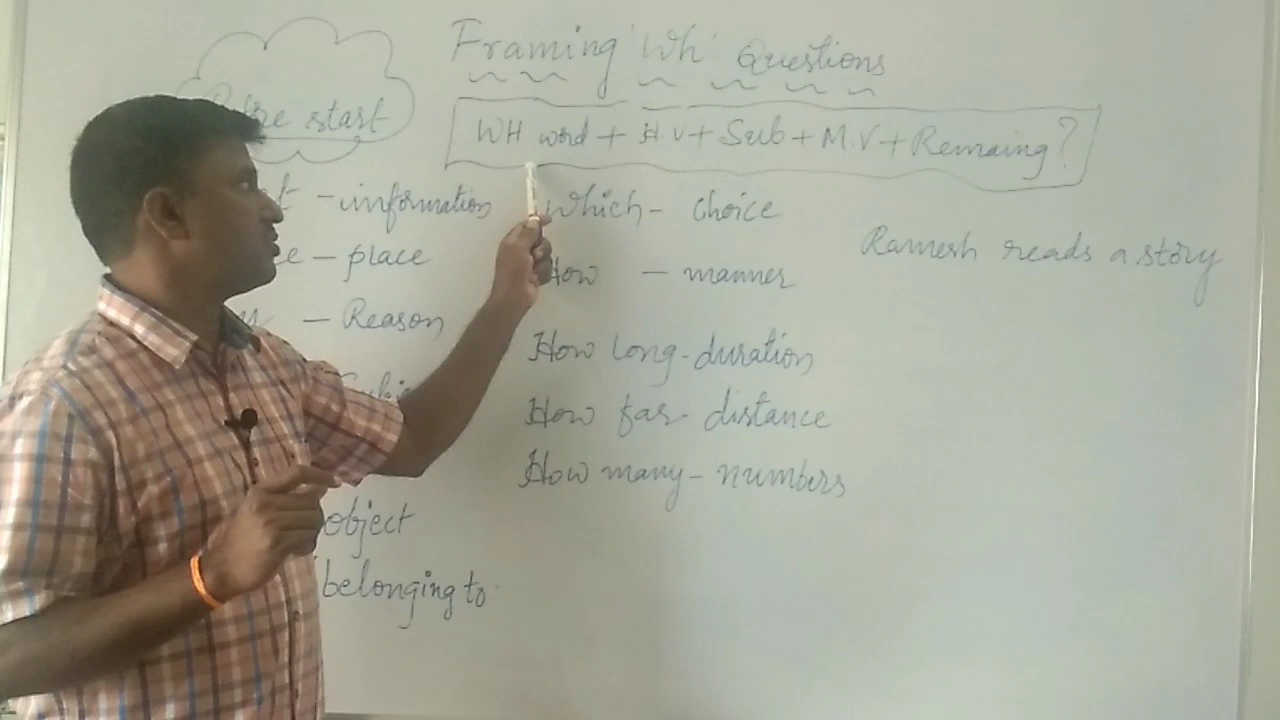 Framing 'Wh' Questions
start
WH word + H.V + Sub + M.V + Remaing ?
- information
- place
- Reason
object
belonging to
which - choice
How - manner
How long - duration
How far - distance
How many - numbers
Ramesh reads a story